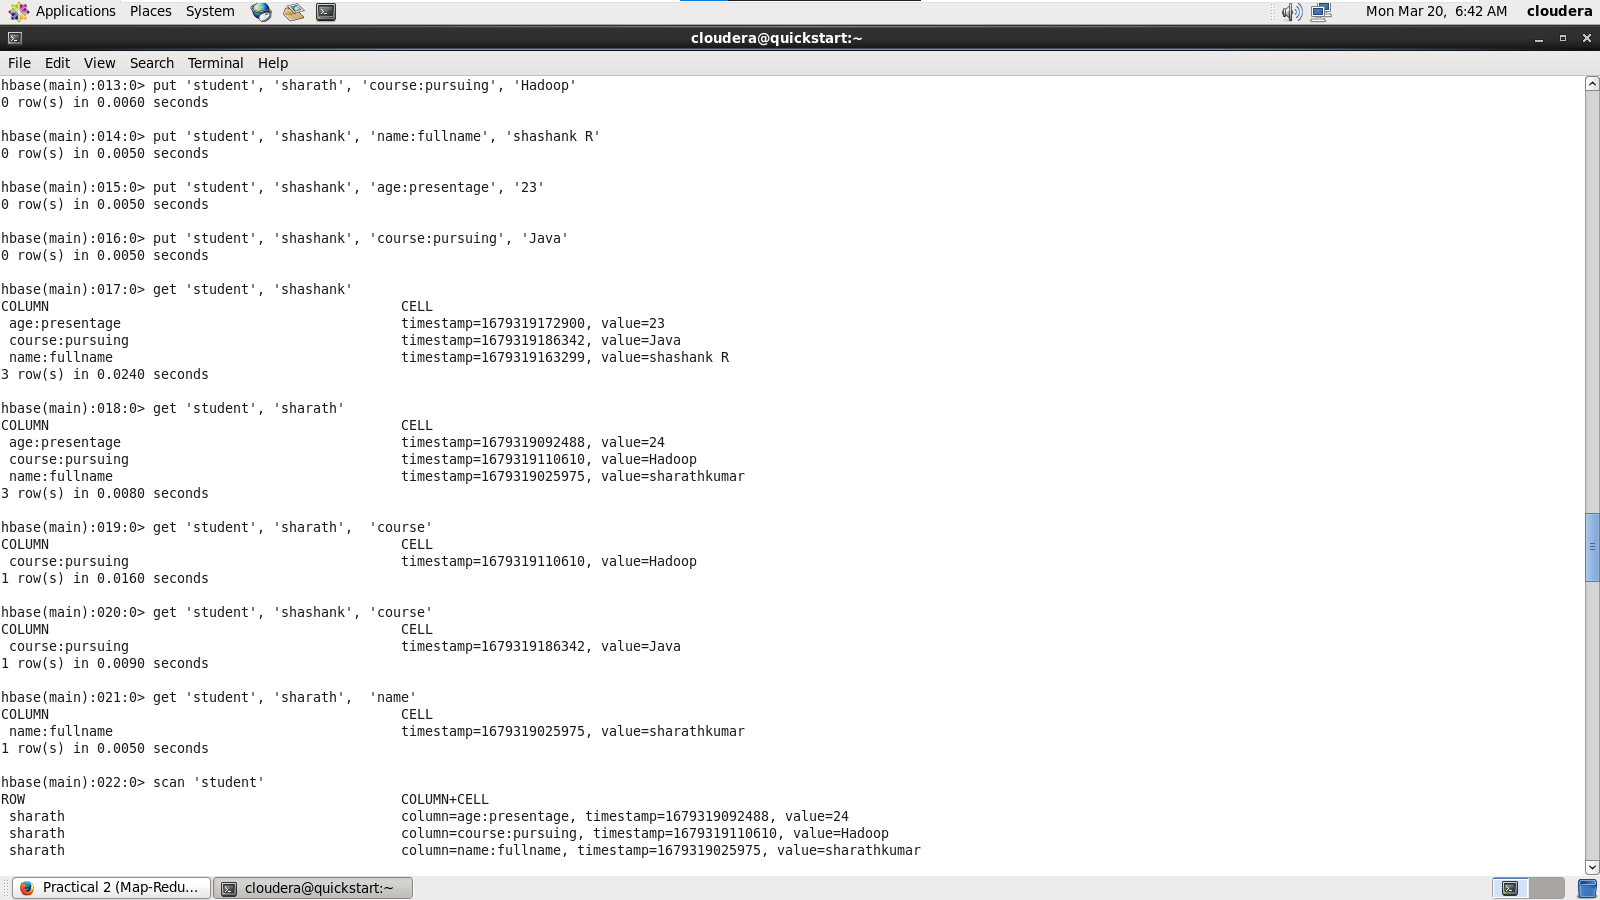 Applications Places System Mon Mar 20, 6:42 AM cloudera
cloudera@quickstart:~
File Edit View Search Terminal Help
hbase(main):013:0> put 'student', 'sharath', 'course:pursuing', 'Hadoop'
0 row(s) in 0.0060 seconds
hbase(main):014:0> put 'student', 'shashank', 'name:fullname', 'shashank R'
0 row(s) in 0.0050 seconds
hbase(main):015:0> put 'student', 'shashank', 'age:presentage', '23'
0 row(s) in 0.0050 seconds
hbase(main):016:0> put 'student', 'shashank', 'course:pursuing', 'Java'
0 row(s) in 0.0050 seconds
hbase(main):017:0> get 'student', 'shashank'
COLUMN CELL
age:presentage timestamp=1679319172900, value=23
course:pursuing timestamp=1679319186342, value=Java
name:fullname timestamp=1679319163299, value=shashank R
3 row(s) in 0.0240 seconds
hbase(main):018:0> get 'student', 'sharath'
COLUMN CELL
age:presentage timestamp=1679319092488, value=24
course:pursuing timestamp=1679319110610, value=Hadoop
name:fullname timestamp=1679319025975, value=sharathkumar
3 row(s) in 0.0080 seconds
hbase(main):019:0> get 'student', 'sharath',  'course'
COLUMN CELL
course:pursuing timestamp=1679319110610, value=Hadoop
1 row(s) in 0.0160 seconds
hbase(main):020:0> get 'student', 'shashank', 'course'
COLUMN CELL
course:pursuing timestamp=1679319186342, value=Java
1 row(s) in 0.0090 seconds
hbase(main):021:0> get 'student', 'sharath',  'name'
COLUMN CELL
name:fullname timestamp=1679319025975, value=sharathkumar
1 row(s) in 0.0050 seconds
hbase(main):022:0> scan 'student'
ROW COLUMN+CELL
sharath column=age:presentage, timestamp=1679319092488, value=24
sharath column=course:pursuing, timestamp=1679319110610, value=Hadoop
sharath column=name:fullname, timestamp=1679319025975, value=sharathkumar
Practical 2 (Map-Redu... cloudera@quickstart:~